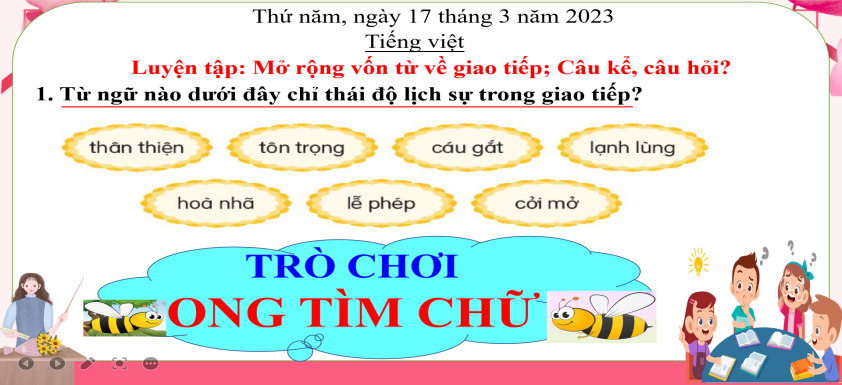 Thứ năm, ngày 17 tháng 3 năm 2023
Tiếng việt
Luyện tập: Mở rộng vốn từ về giao tiếp; Câu kể, câu hỏi?
1. Từ ngữ nào dưới đây chỉ thái độ lịch sự trong giao tiếp?
thân thiện tôn trọng cáu gắt lạnh lùng
hoà nhã lễ phép cởi mở
TRÒ CHƠI
ONG TÌM CHỮ